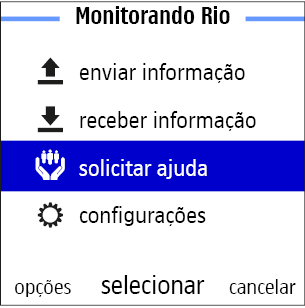 Monitorando Rio
enviar informação
receber informação
solicitar ajuda
configurações
opções selecionar cancelar